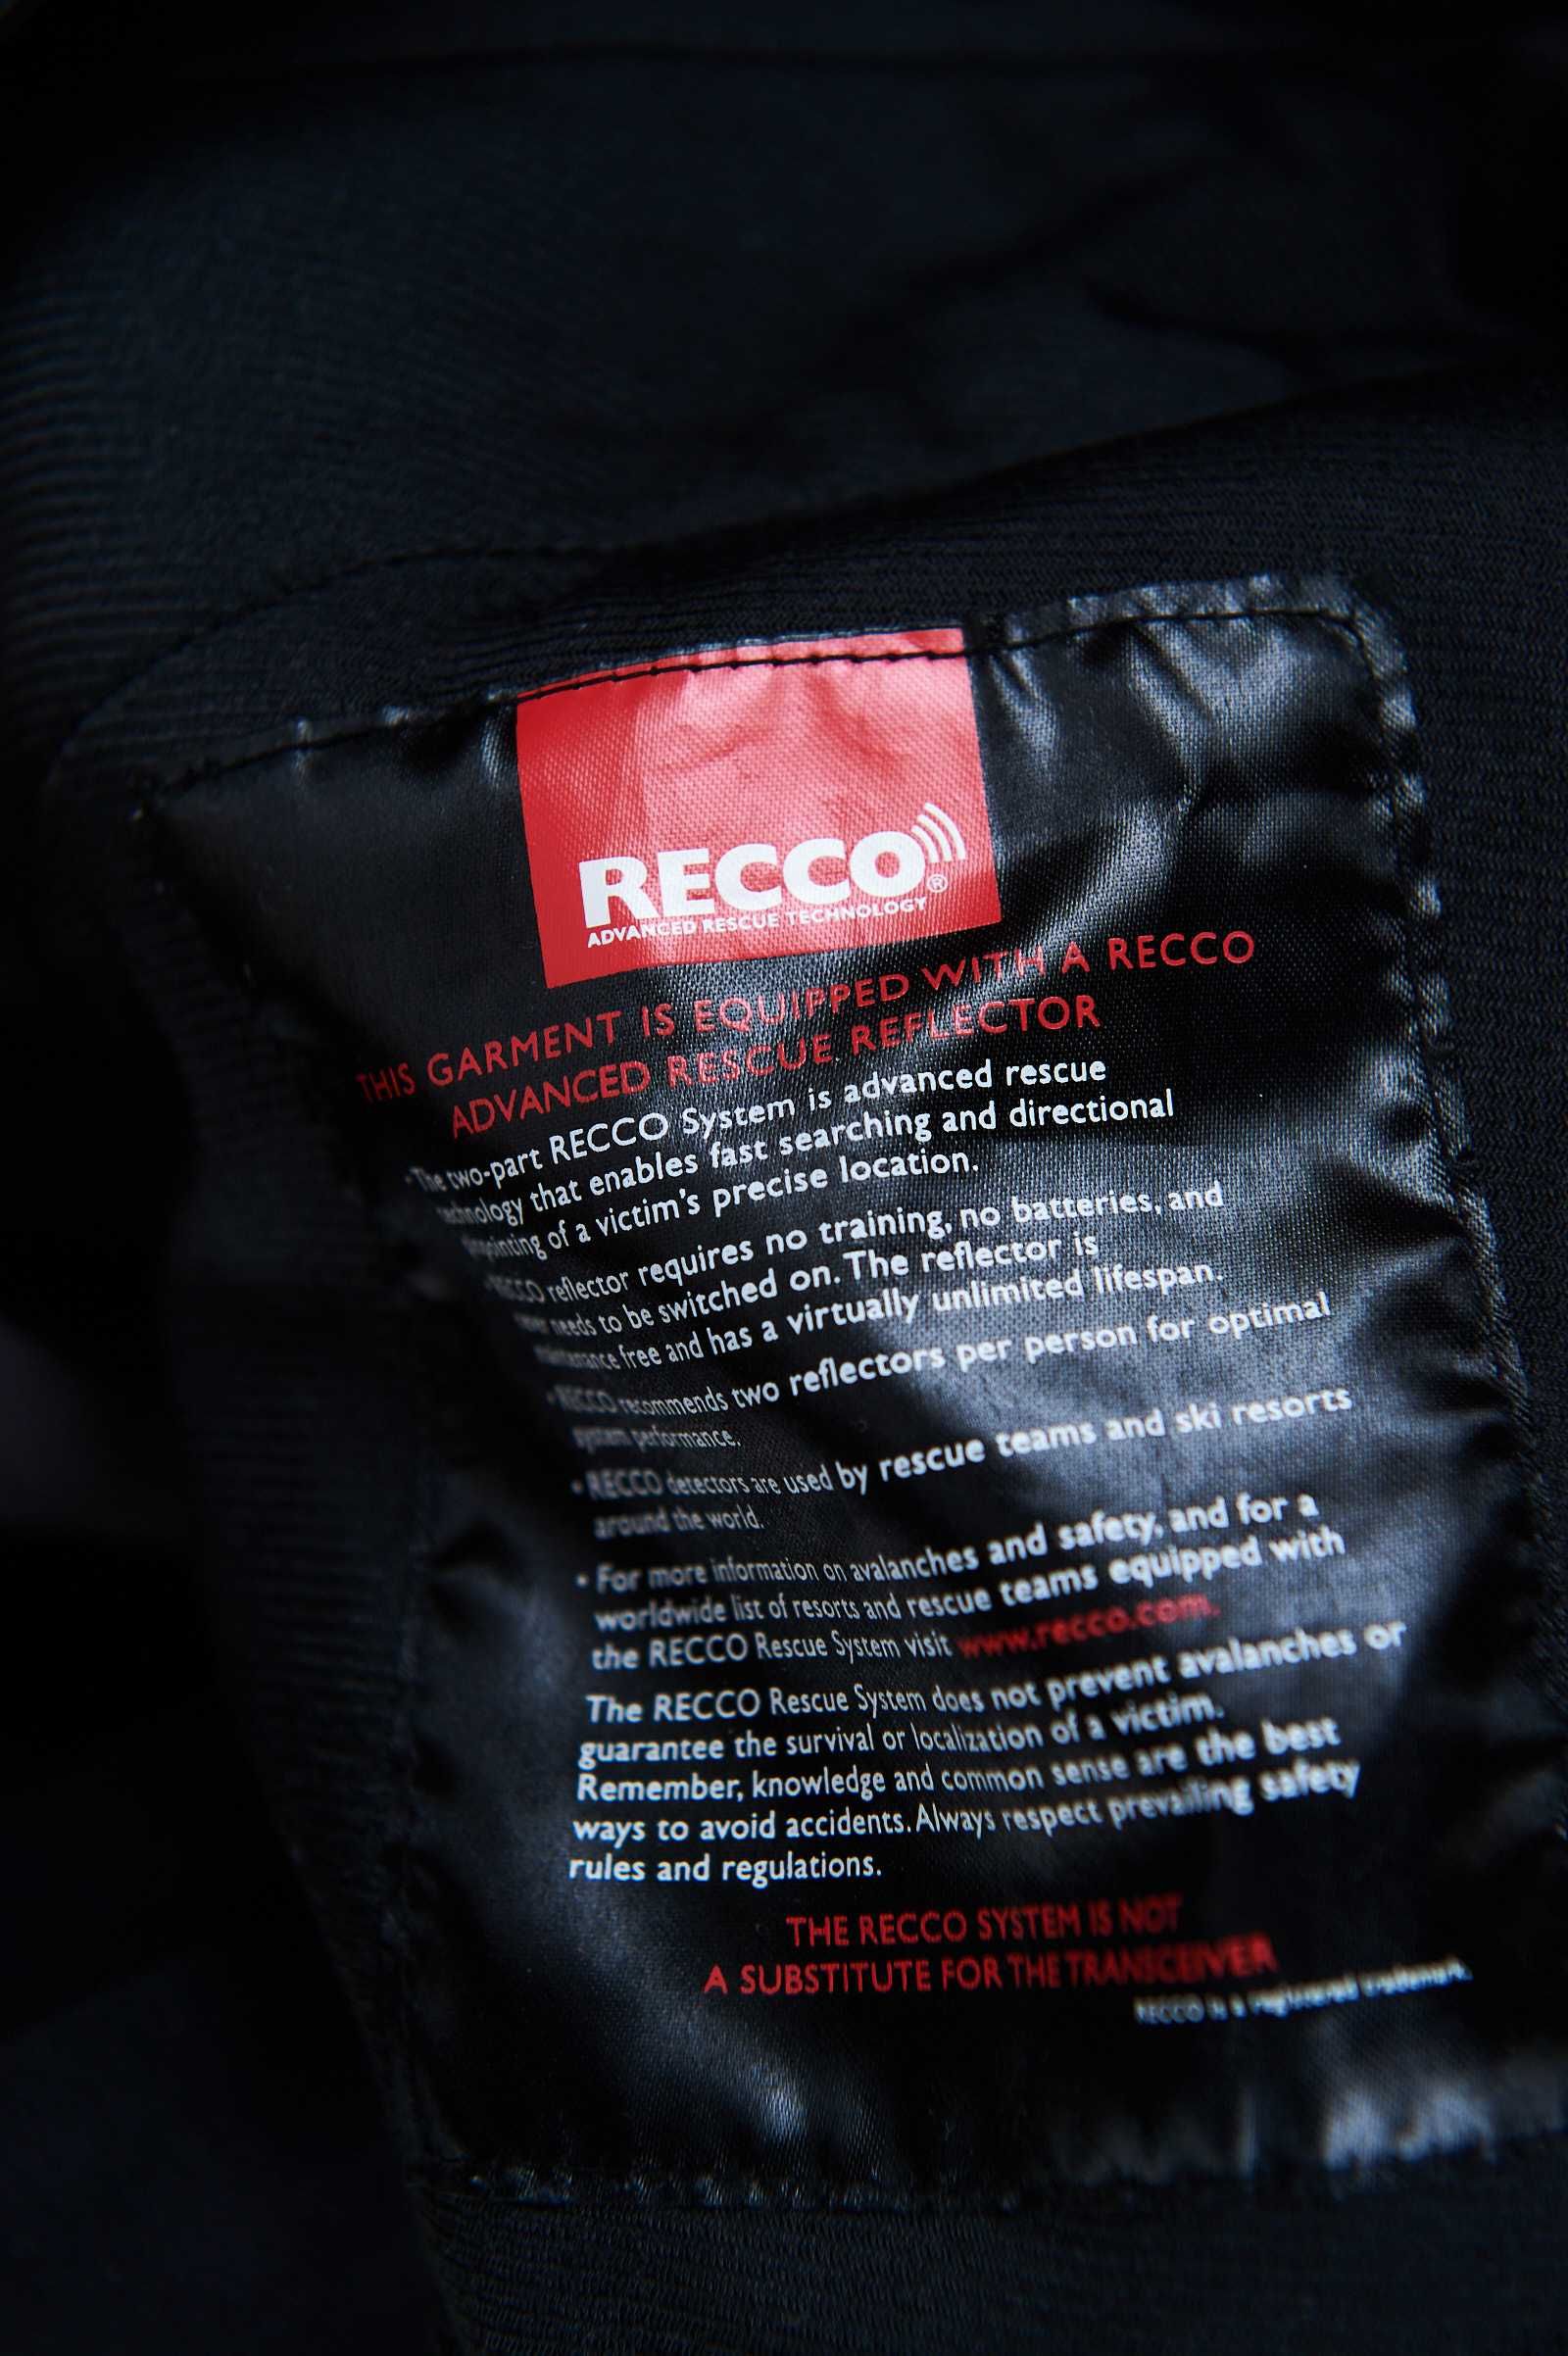 RECCO®
ADVANCED RESCUE TECHNOLOGY
THIS GARMENT IS EQUIPPED WITH A RECCO
ADVANCED RESCUE REFLECTOR
• The two-part RECCO System is advanced rescue
technology that enables fast searching and directional
pinpointing of a victim's precise location.
• RECCO reflector requires no training, no batteries, and
never needs to be switched on. The reflector is
maintenance free and has a virtually unlimited lifespan.
• RECCO recommends two reflectors per person for optimal
system performance.
• RECCO detectors are used by rescue teams and ski resorts
around the world.
• For more information on avalanches and safety, and for a
worldwide list of resorts and rescue teams equipped with
the RECCO Rescue System visit www.recco.com.
The RECCO Rescue System does not prevent avalanches or
guarantee the survival or localization of a victim.
Remember, knowledge and common sense are the best
ways to avoid accidents. Always respect prevailing safety
rules and regulations.
THE RECCO SYSTEM IS NOT
A SUBSTITUTE FOR THE TRANSCEIVER
RECCO is a registered trademark.